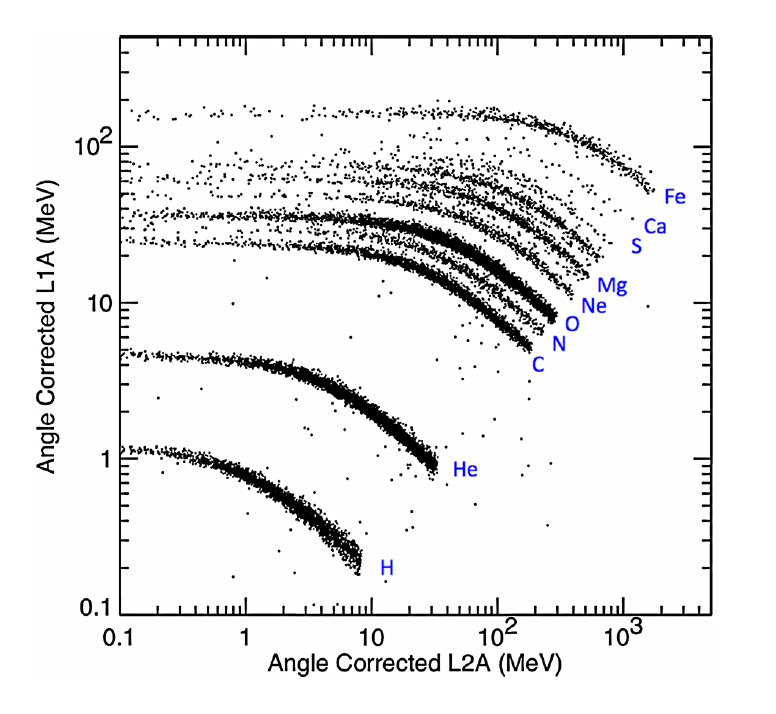 10²
10
1
0.1
Angle Corrected L1A (MeV)
Fe
Ca
S
Mg
Ne
O
N
C
He
H
0.1
1
10
10²
10³
Angle Corrected L2A (MeV)